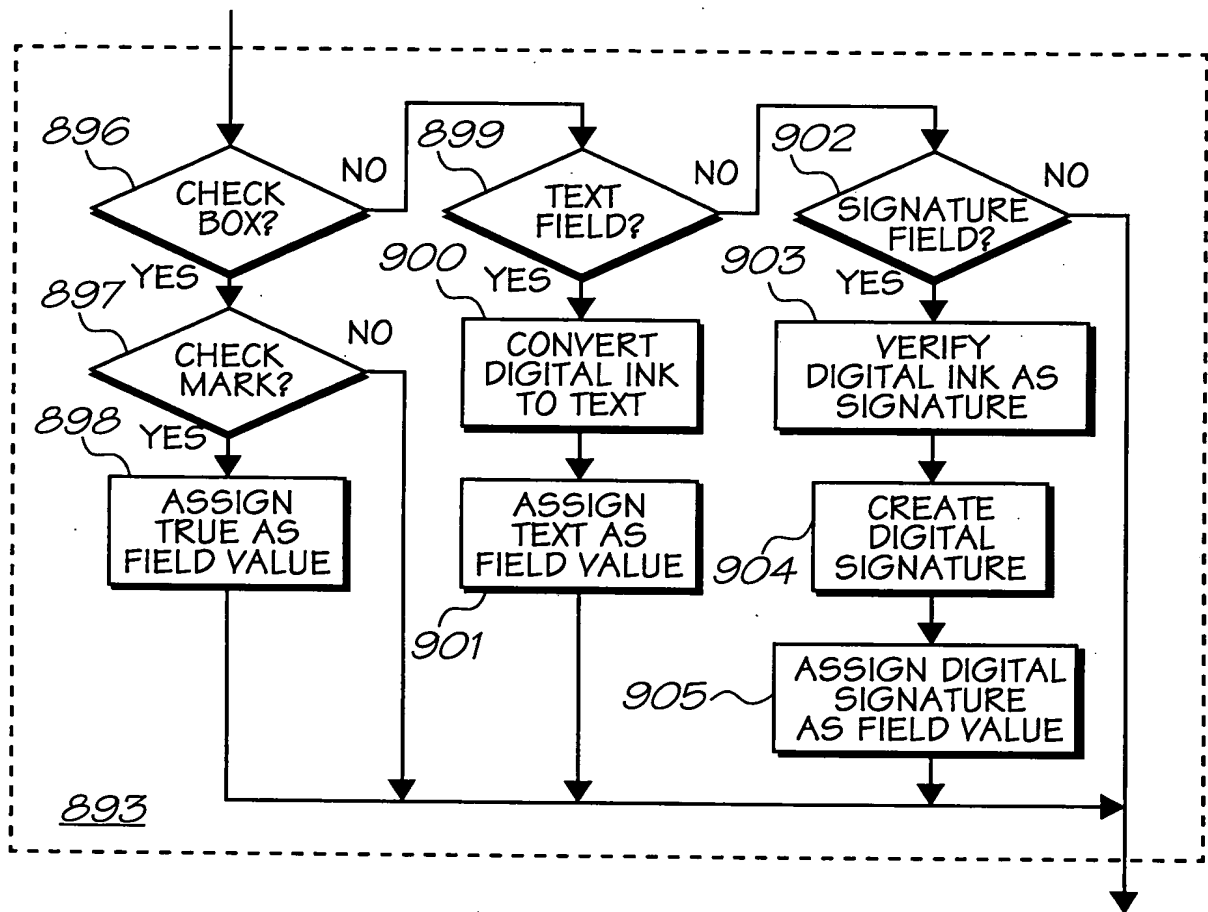 896
CHECK
BOX?
NO
YES
897
CHECK
MARK?
NO
YES
898
ASSIGN
TRUE AS
FIELD VALUE
899
TEXT
FIELD?
NO
YES
900
CONVERT
DIGITAL INK
TO TEXT
ASSIGN
TEXT AS
FIELD VALUE
901
902
SIGNATURE
FIELD?
NO
YES
903
VERIFY
DIGITAL INK AS
SIGNATURE
CREATE
DIGITAL
SIGNATURE
904
ASSIGN DIGITAL
SIGNATURE
AS FIELD VALUE
905
893